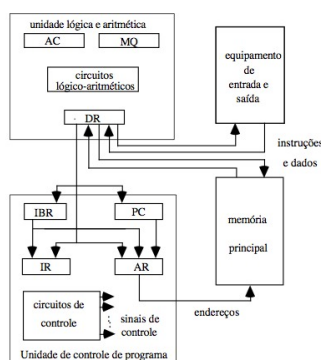 unidade lógica e aritmética
AC
MQ
circuitos
lógico-aritméticos
DR
equipamento
de
entrada e
saída
instruções
e dados
IBR
PC
IR
AR
memória
principal
circuitos de
controle
sinais de
controle
endereços
Unidade de controle de programa